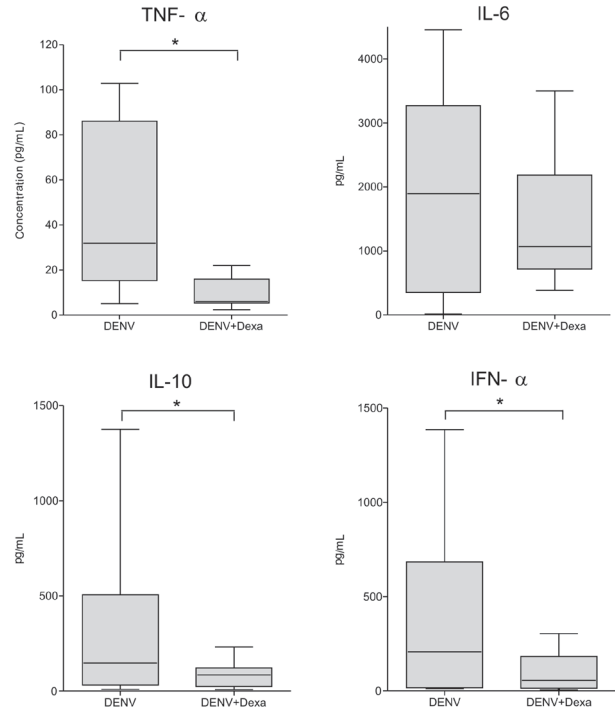 TNF- α
*
120
100
80
60
40
20
0
Concentration (pg/mL)
DENV
DENV+Dexa
IL-6
4000
3000
2000
1000
0
pg/mL
DENV
DENV+Dexa
IL-10
*
1500
1000
500
0
pg/mL
DENV
DENV+Dexa
IFN- α
*
1500
1000
500
0
pg/mL
DENV
DENV+Dexa